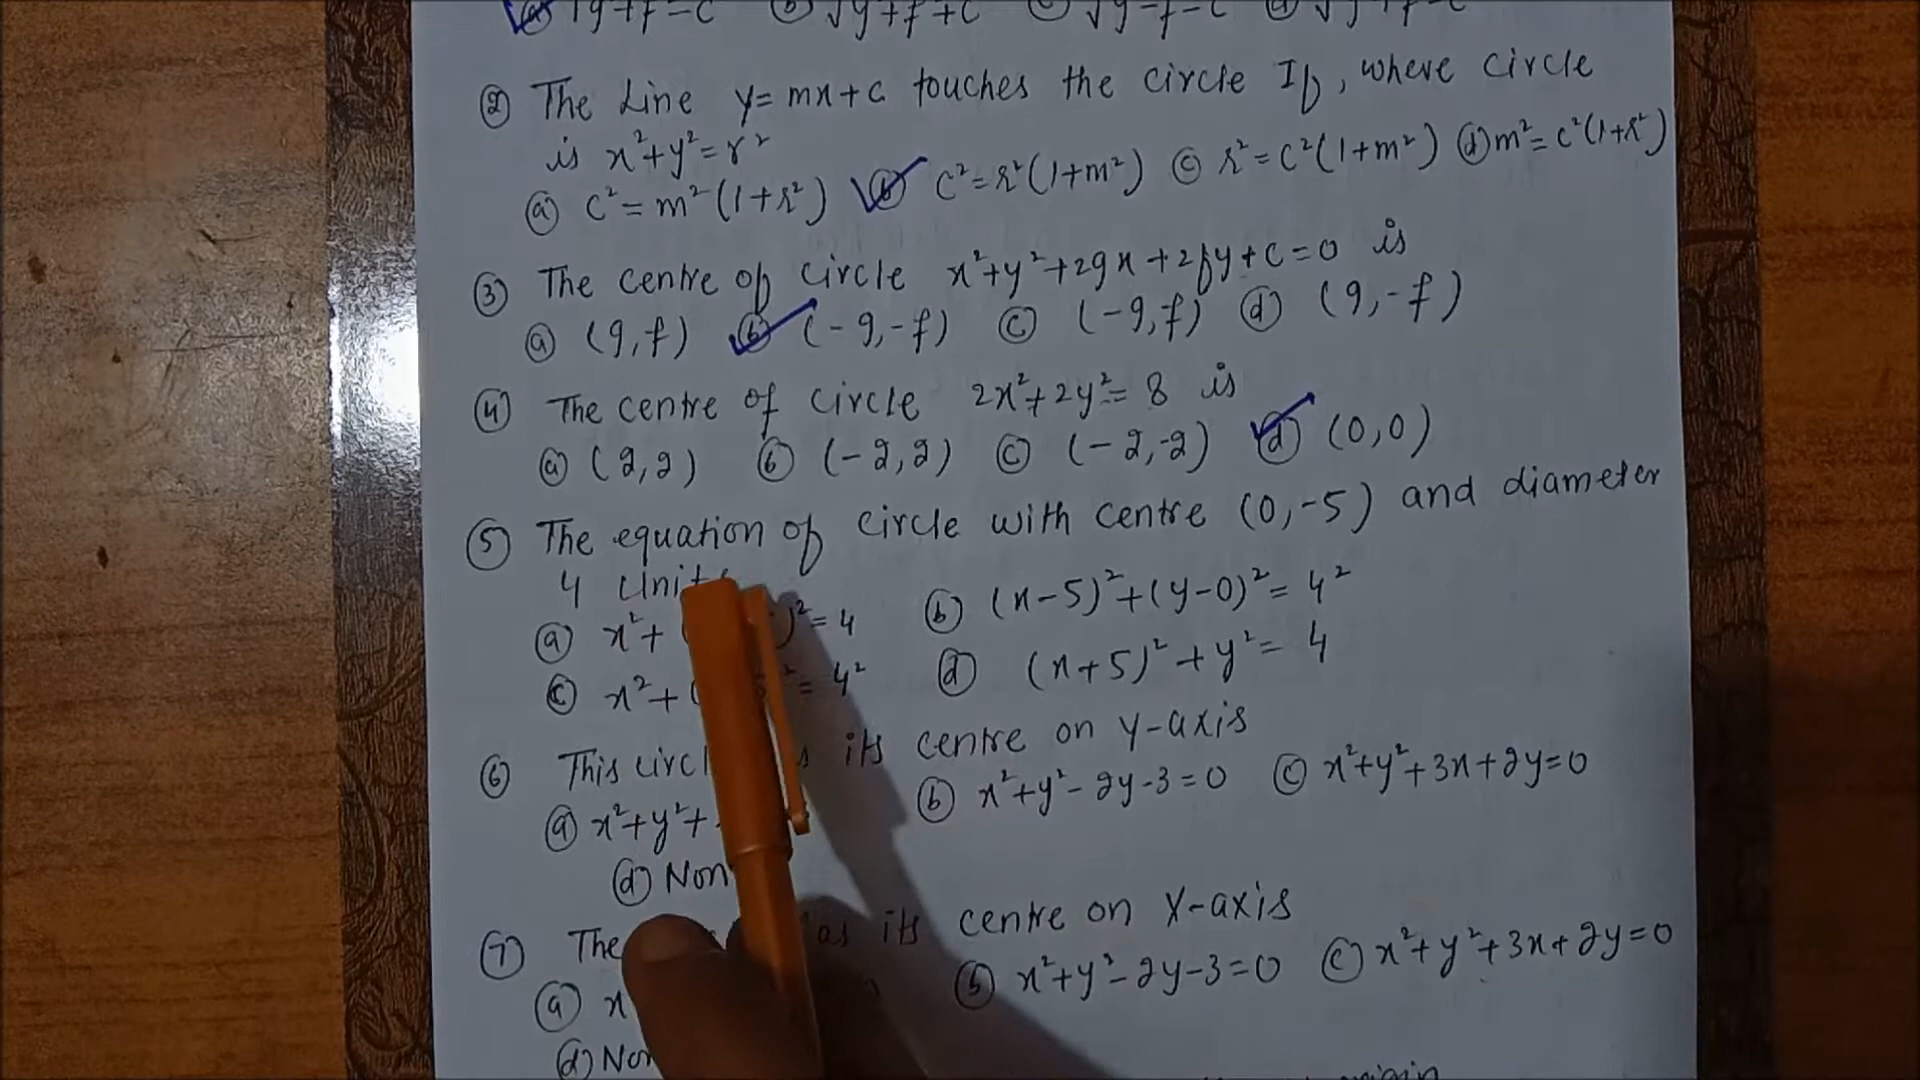 ② The Line y=mx+c touches the circle If, where circle
is x²+y²=r²
ⓐ c²=m²(1+r²) ⓑ c²=r²(1+m²) ⓒ r²=c²(1+m²) ⓓ m²=c²(1+r²)
③ The centre of circle x²+y²+2gx+2fy+c=0 is
ⓐ (g,f) ⓑ (-g,-f) ⓒ (-g,f) ⓓ (g,-f)
④ The centre of circle 2x²+2y²=8 is
ⓐ (2,2) ⓑ (-2,2) ⓒ (-2,-2) ⓓ (0,0)
⑤ The equation of circle with centre (0,-5) and diameter
4 Units
ⓐ x²+( )²=4 ⓑ (x-5)²+(y-0)²=4²
ⓒ x²+( 5²=4² ⓓ (x+5)²+y²=4
⑥ This its centre on Y-axis
ⓐ x²+y²+ ⓑ x²+y²-2y-3=0 ⓒ x²+y²+3x+2y=0
ⓓ Non
⑦ The as its centre on X-axis
ⓐ x ⓑ x²+y²-2y-3=0 ⓒ x²+y²+3x+2y=0
ⓓ Non